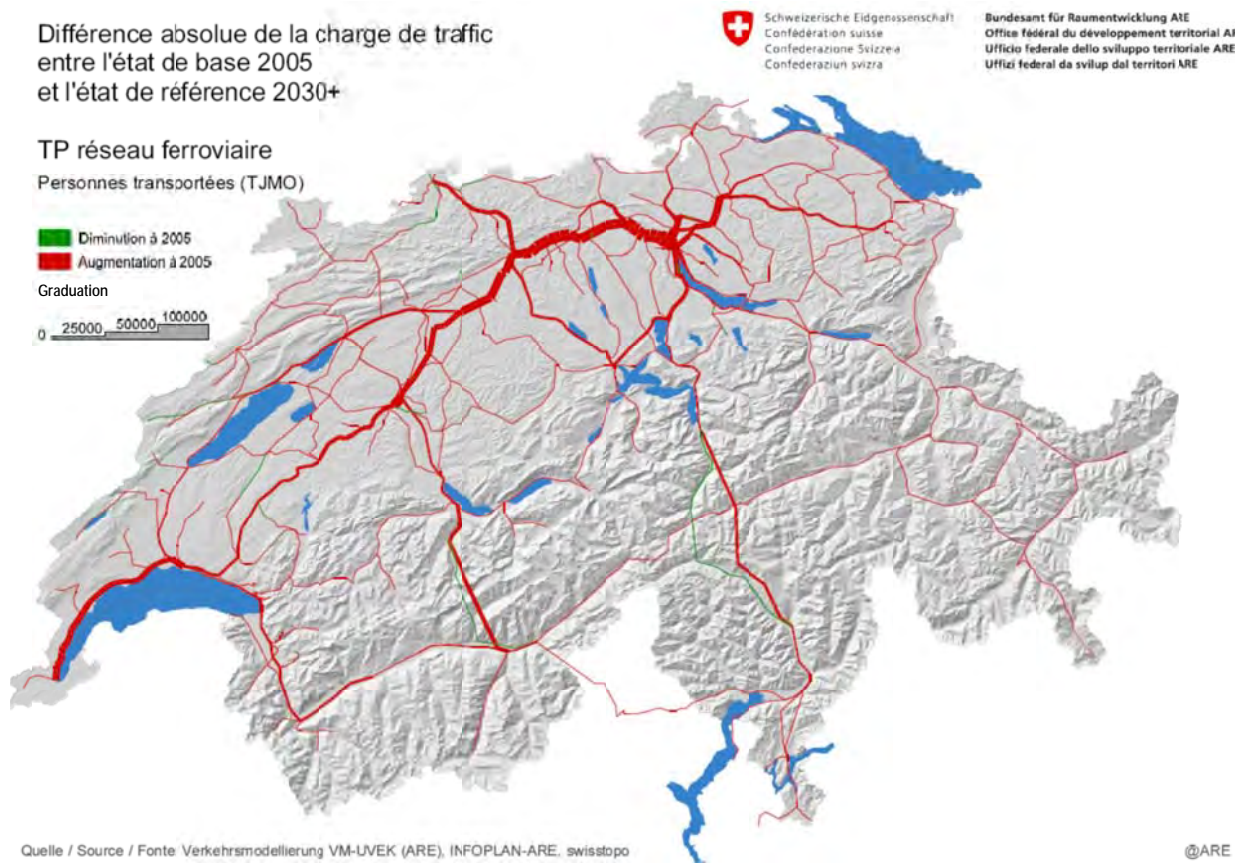 Différence absolue de la charge de traffic
entre l'état de base 2005
et l'état de référence 2030+
Schweizerische Eidgenossenschaft
Confédération suisse
Confederazione Svizzera
Confederaziun svizra
Bundesamt für Raumentwicklung ARE
Office fédéral du développement territorial AR
Ufficio federale dello sviluppo territoriale ARE
Uffizi federal da svilup dal territori ARE
TP réseau ferroviaire
Personnes transportées (TJMO)
Diminution à 2005
Augmentation à 2005
Graduation
0 25000 50000 100000
Quelle / Source / Fonte: Verkehrsmodellierung VM-UVEK (ARE), INFOPLAN-ARE, swisstopo
@ARE